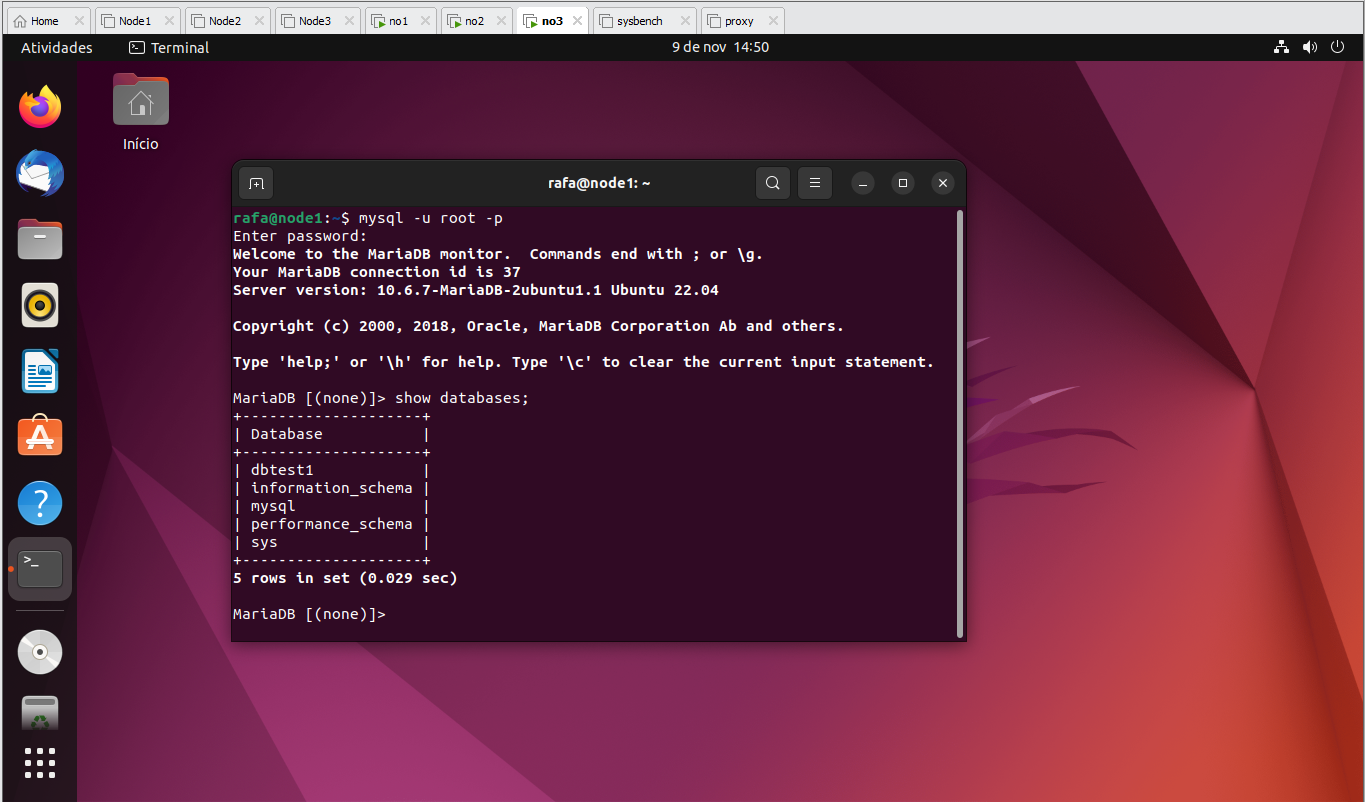 Home Node1 Node2 Node3 no1 no2 no3 sysbench proxy
Atividades Terminal 9 de nov 14:50
Início
rafa@node1: ~
rafa@node1:~$ mysql -u root -p
Enter password:
Welcome to the MariaDB monitor.  Commands end with ; or \g.
Your MariaDB connection id is 37
Server version: 10.6.7-MariaDB-2ubuntu1.1 Ubuntu 22.04
Copyright (c) 2000, 2018, Oracle, MariaDB Corporation Ab and others.
Type 'help;' or '\h' for help. Type '\c' to clear the current input statement.
MariaDB [(none)]> show databases;
+--------------------+
| Database           |
+--------------------+
| dbtest1            |
| information_schema |
| mysql              |
| performance_schema |
| sys                |
+--------------------+
5 rows in set (0.029 sec)
MariaDB [(none)]>